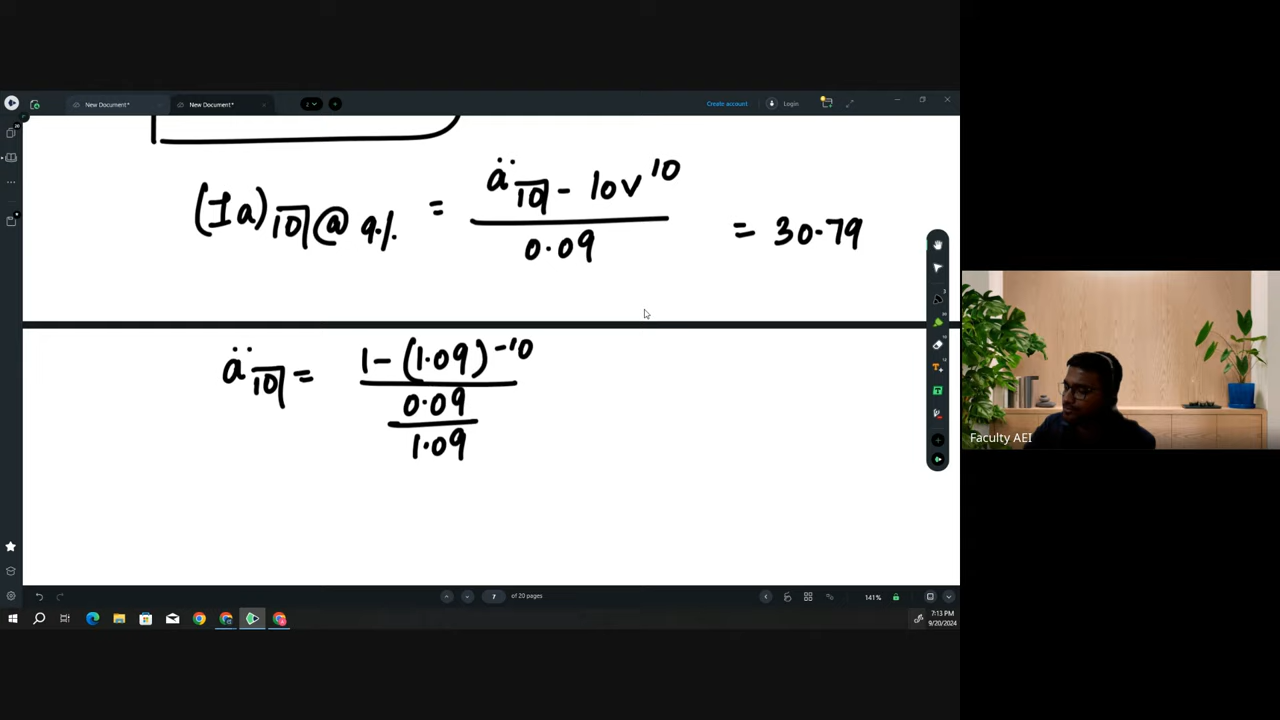 New Document*
New Document*
2
Create account
Login
(Ia)10̅| @ 9% = (ä10̅| - 10v^10) / 0.09 = 30.79
ä10̅| = (1 - (1.09)^-10) / (0.09 / 1.09)
Faculty AEI
7 of 20 pages
141%
7:13 PM
9/20/2024